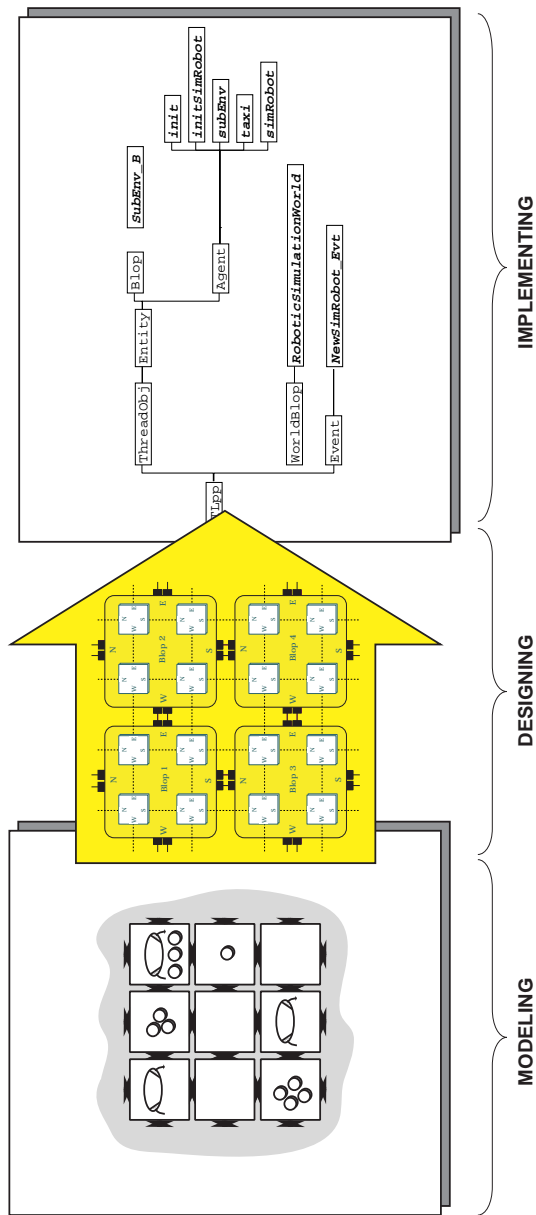 TLpp
ThreadObj
Entity
Blop
SubEnv_B
Agent
init
initSimRobot
subEnv
taxi
simRobot
WorldBlop
RoboticSimulationWorld
Event
NewSimRobot_Evt
N
N
W
Blop 1
E
W
Blop 2
E
S
S
N
N
W
Blop 3
E
W
Blop 4
E
S
S
MODELING
DESIGNING
IMPLEMENTING